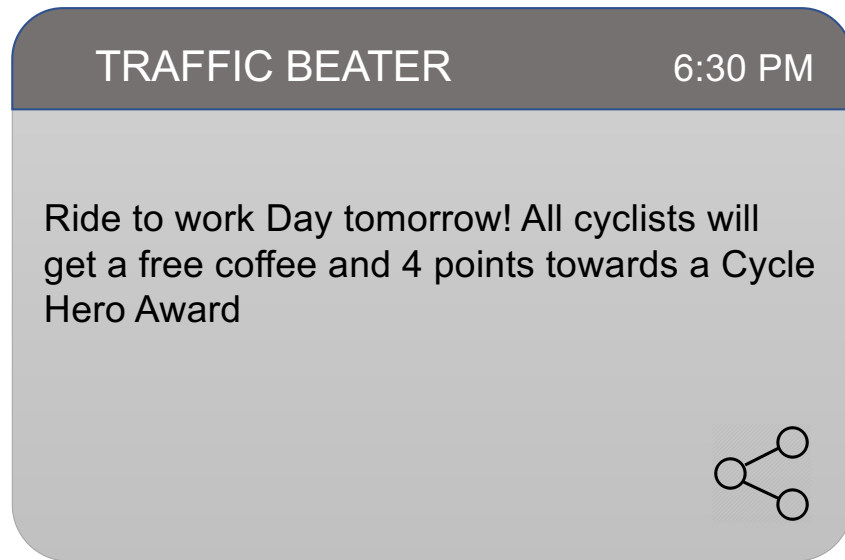 TRAFFIC BEATER 6:30 PM
Ride to work Day tomorrow! All cyclists will
get a free coffee and 4 points towards a Cycle
Hero Award